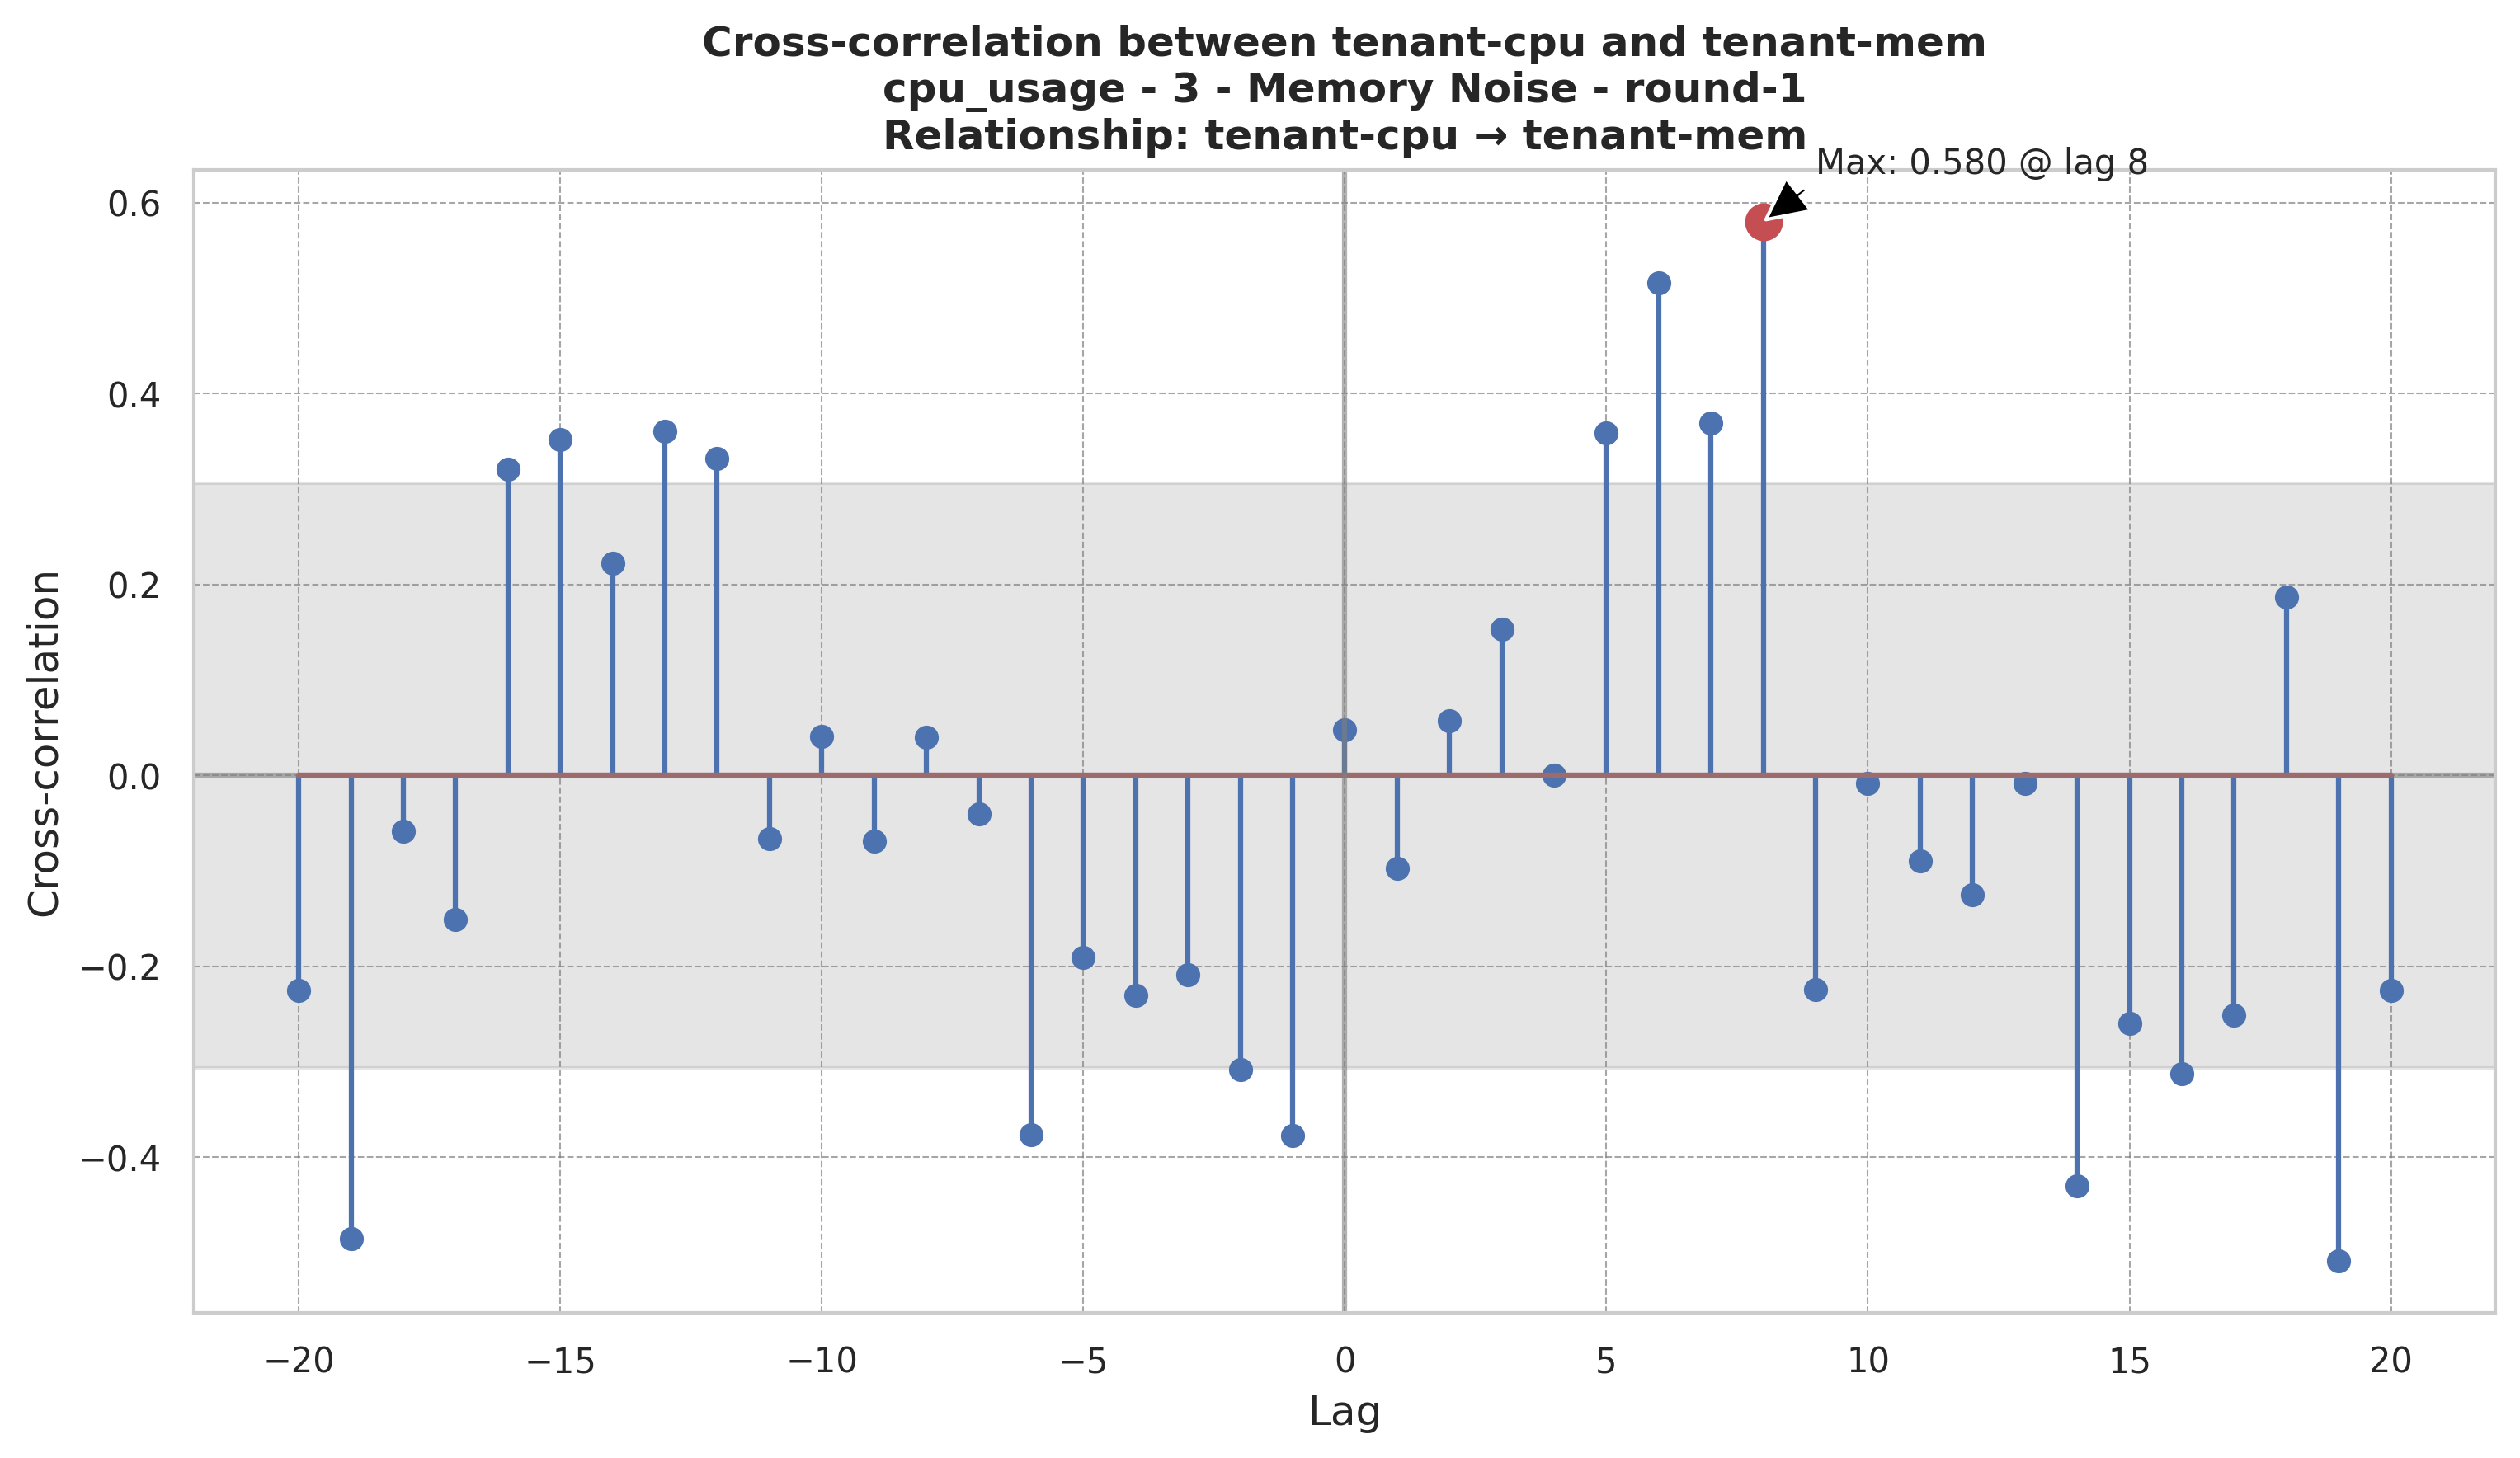 Cross-correlation between tenant-cpu and tenant-mem
cpu_usage - 3 - Memory Noise - round-1
Relationship: tenant-cpu → tenant-mem
Max: 0.580 @ lag 8
0.6
0.4
0.2
0.0
−0.2
−0.4
Cross-correlation
−20
−15
−10
−5
0
5
10
15
20
Lag